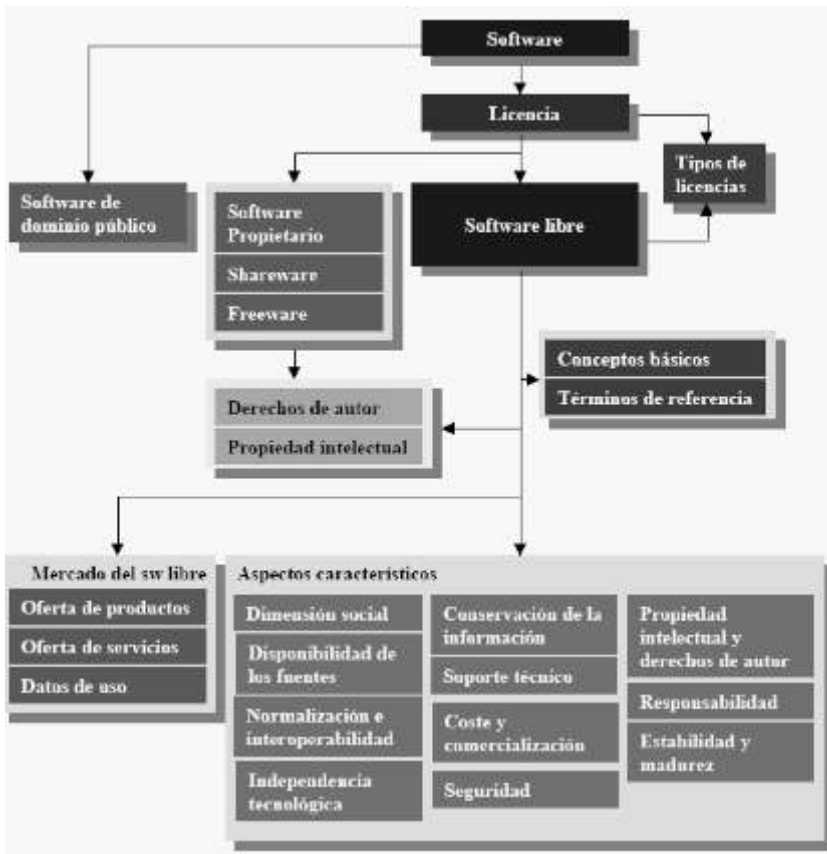 Software
Licencia
Tipos de
licencias
Software de
dominio público
Software
Propietario
Shareware
Freeware
Software libre
Conceptos básicos
Términos de referencia
Derechos de autor
Propiedad intelectual
Mercado del sw libre
Oferta de productos
Oferta de servicios
Datos de uso
Aspectos característicos
Dimensión social
Disponibilidad de
los fuentes
Normalización e
interoperabilidad
Independencia
tecnológica
Conservación de la
información
Soporte técnico
Coste y
comercialización
Seguridad
Propiedad
intelectual y
derechos de autor
Responsabilidad
Estabilidad y
madurez